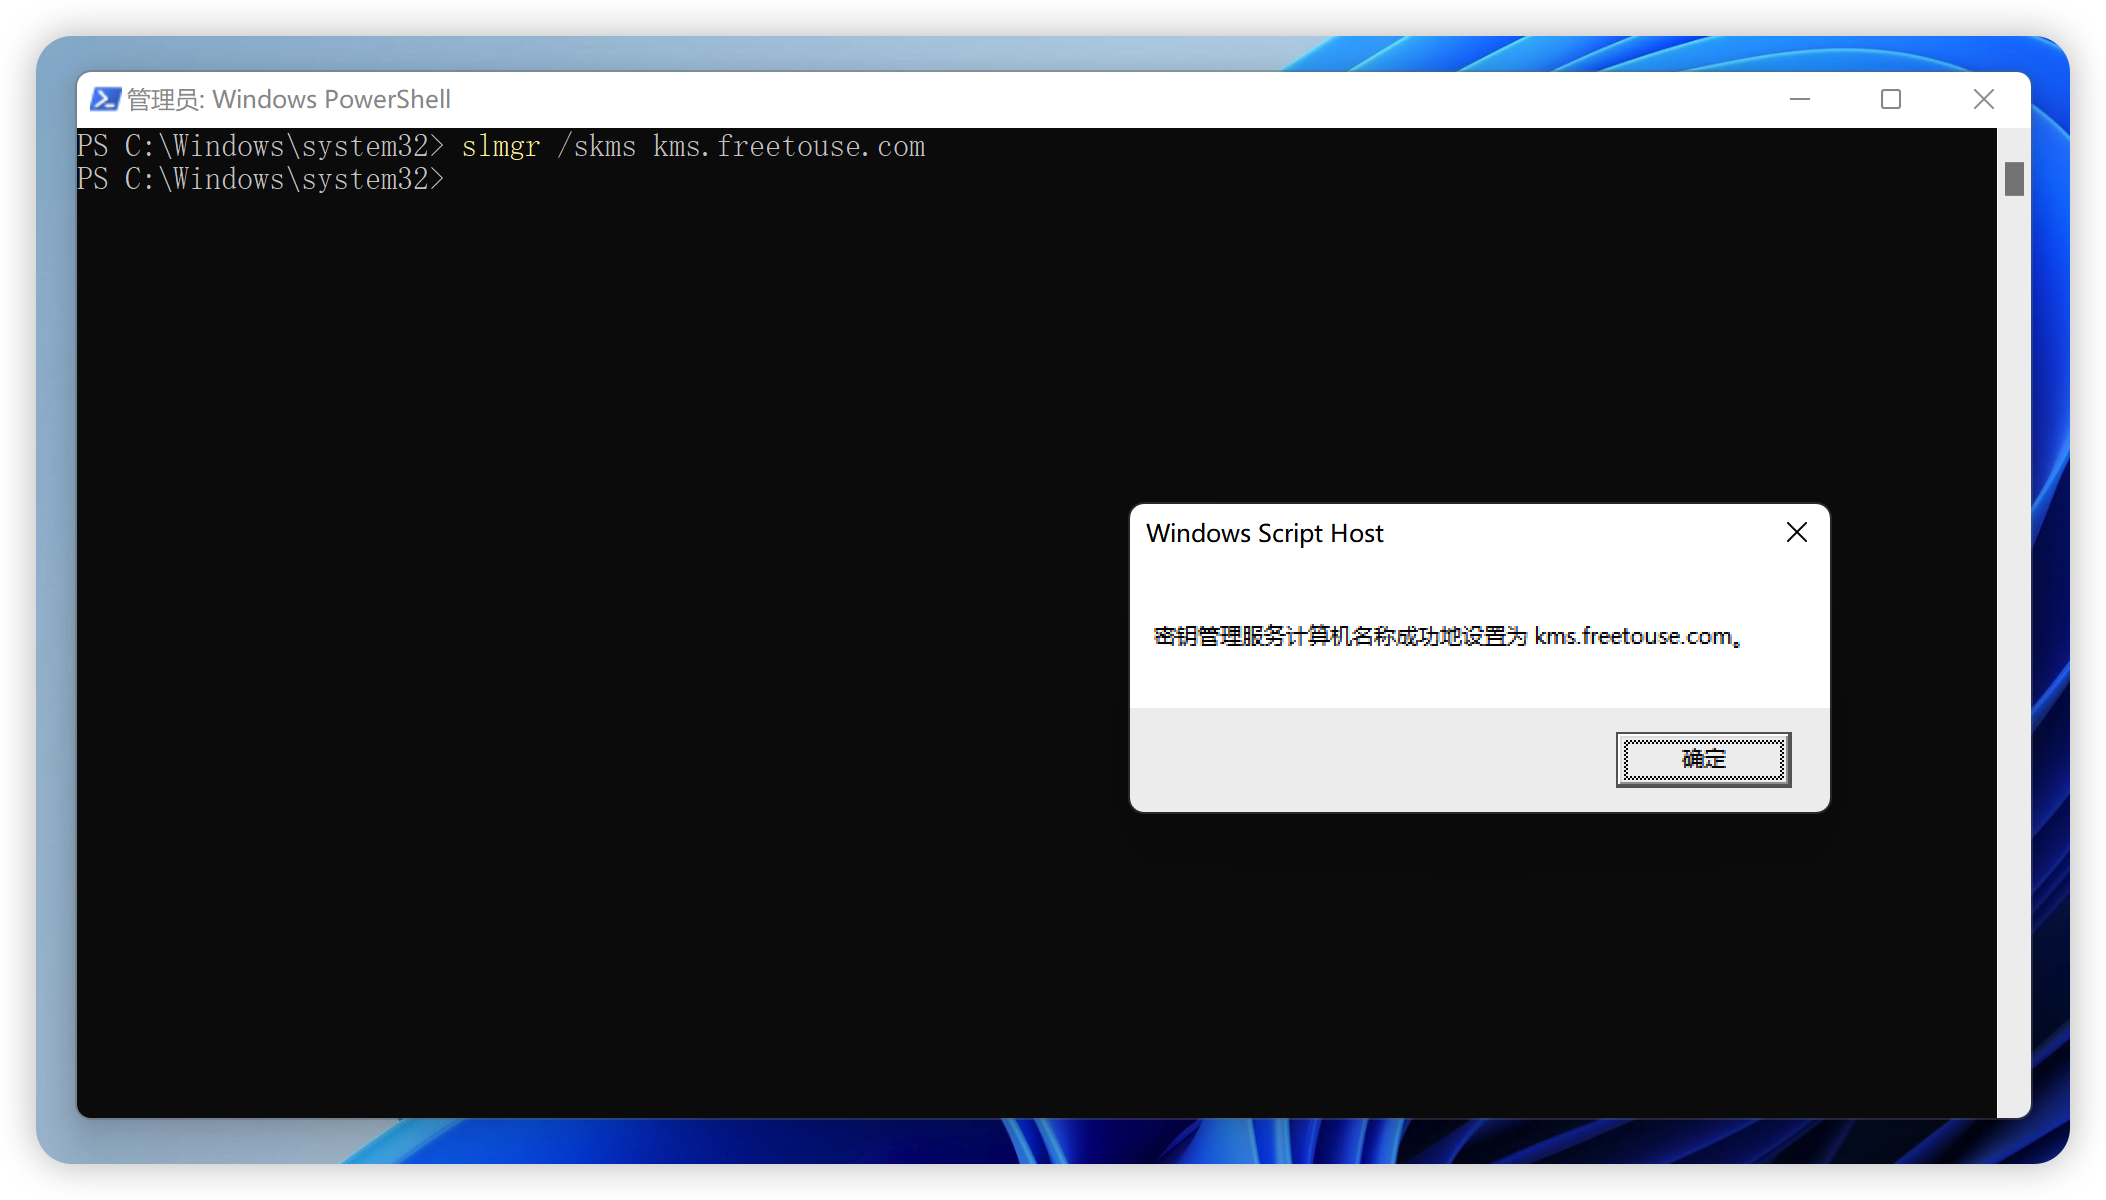 管理员: Windows PowerShell
PS C:\Windows\system32> slmgr /skms kms.freetouse.com
PS C:\Windows\system32>
Windows Script Host
密钥管理服务计算机名称成功地设置为 kms.freetouse.com。
确定